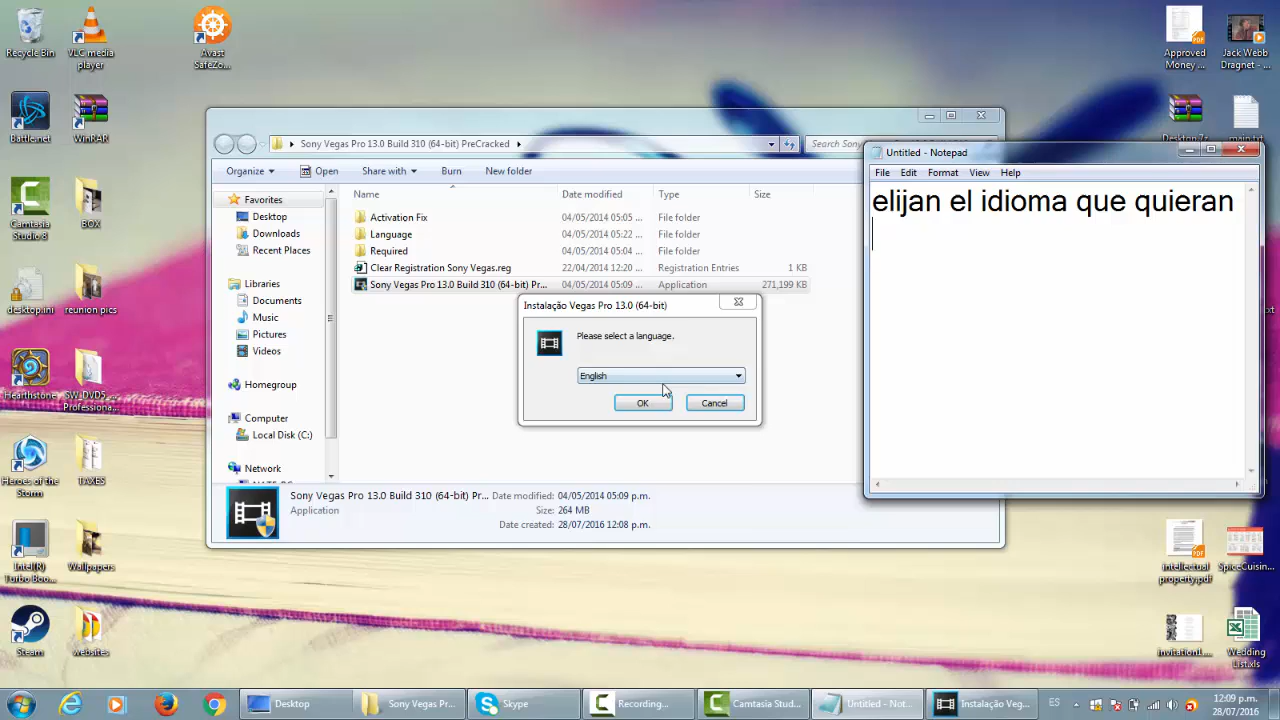 Recycle Bin
VLC media
player
Avast
SafeZo...
Battle.net
WinRAR
Camtasia
Studio 8
BOX
desktop.ini
reunion pics
Hearthstone
SW_DVD5_...
Professiona...
Heroes of the
Storm
TAXES
Intel(R)
Turbo Boo...
Wallpapers
Steam
websites
Approved
Money ...
Jack Webb
Dragnet - ...
Desktop.7z
main.txt
intellectual
property.pdf
SpiceCuisin...
Wedding
List.xls
Sony Vegas Pro 13.0 Build 310 (64-bit) PreCracked
Organize
Open
Share with
Burn
New folder
Favorites
Desktop
Downloads
Recent Places
Libraries
Documents
Music
Pictures
Videos
Homegroup
Computer
Local Disk (C:)
Network
Name
Date modified
Type
Size
Activation Fix
04/05/2014 05:05 ...
File folder
Language
04/05/2014 05:22 ...
File folder
Required
04/05/2014 05:04 ...
File folder
Clear Registration Sony Vegas.reg
22/04/2014 12:20 ...
Registration Entries
1 KB
Sony Vegas Pro 13.0 Build 310 (64-bit) Pr...
04/05/2014 05:09 ...
Application
271,199 KB
Instalação Vegas Pro 13.0 (64-bit)
Please select a language.
English
OK
Cancel
Sony Vegas Pro 13.0 Build 310 (64-bit) Pr...
Date modified: 04/05/2014 05:09 p.m.
Application
Size: 264 MB
Date created: 28/07/2016 12:08 p.m.
Untitled - Notepad
File
Edit
Format
View
Help
elijan el idioma que quieran
Desktop
Sony Vegas Pr...
Skype
Recording...
Camtasia Stud...
Untitled - Not...
Instalação Veg...
ES
12:09 p.m.
28/07/2016